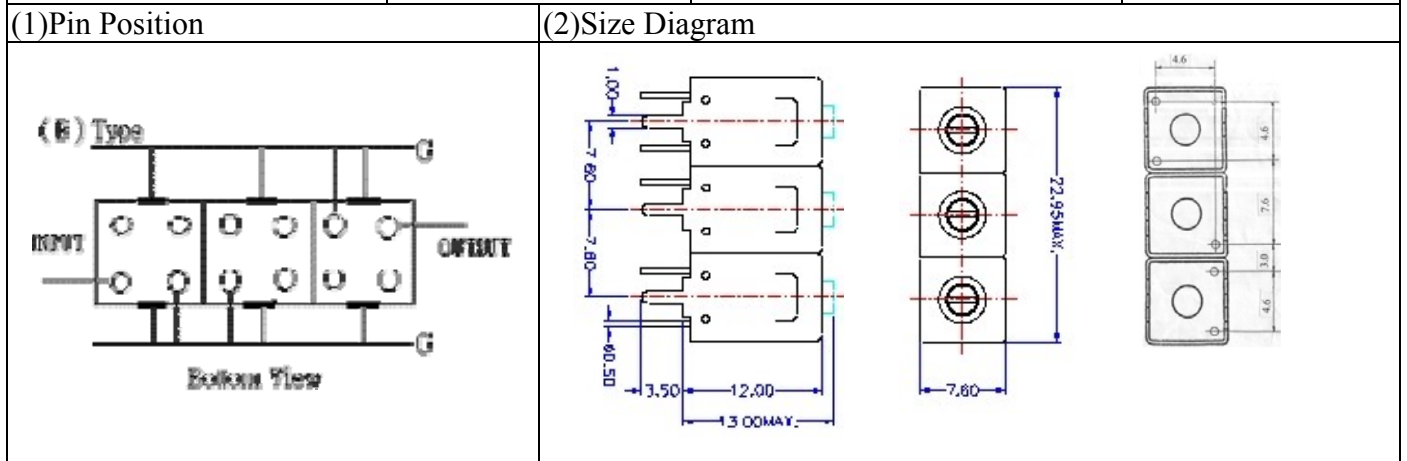 (1)Pin Position
(2)Size Diagram
Type
G
INPUT
OUTPUT
G
Bottom View
1.00
7.60
7.60
Ø0.50
3.50
12.00
13.00MAX.
22.95MAX.
7.60
4.6
4.6
7.6
3.0
4.6